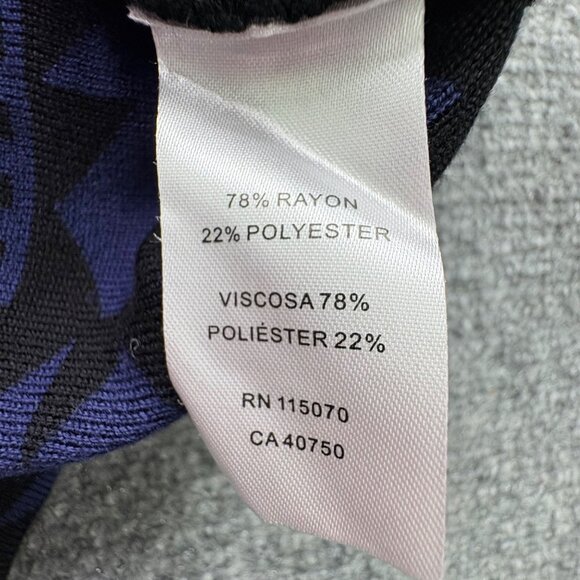 78% RAYON
22% POLYESTER
VISCOSA 78%
POLIÉSTER 22%
RN 115070
CA 40750